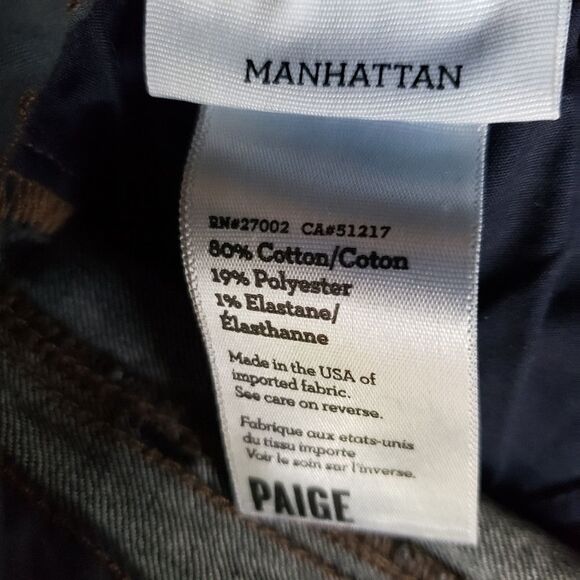 MANHATTAN
RN#27002 CA#51217
80% Cotton/Coton
19% Polyester
1% Elastane/
Élasthanne
Made in the USA of
imported fabric.
See care on reverse.
Fabrique aux etats-unis
du tissu importe
Voir le soin sur l'inverse.
PAIGE